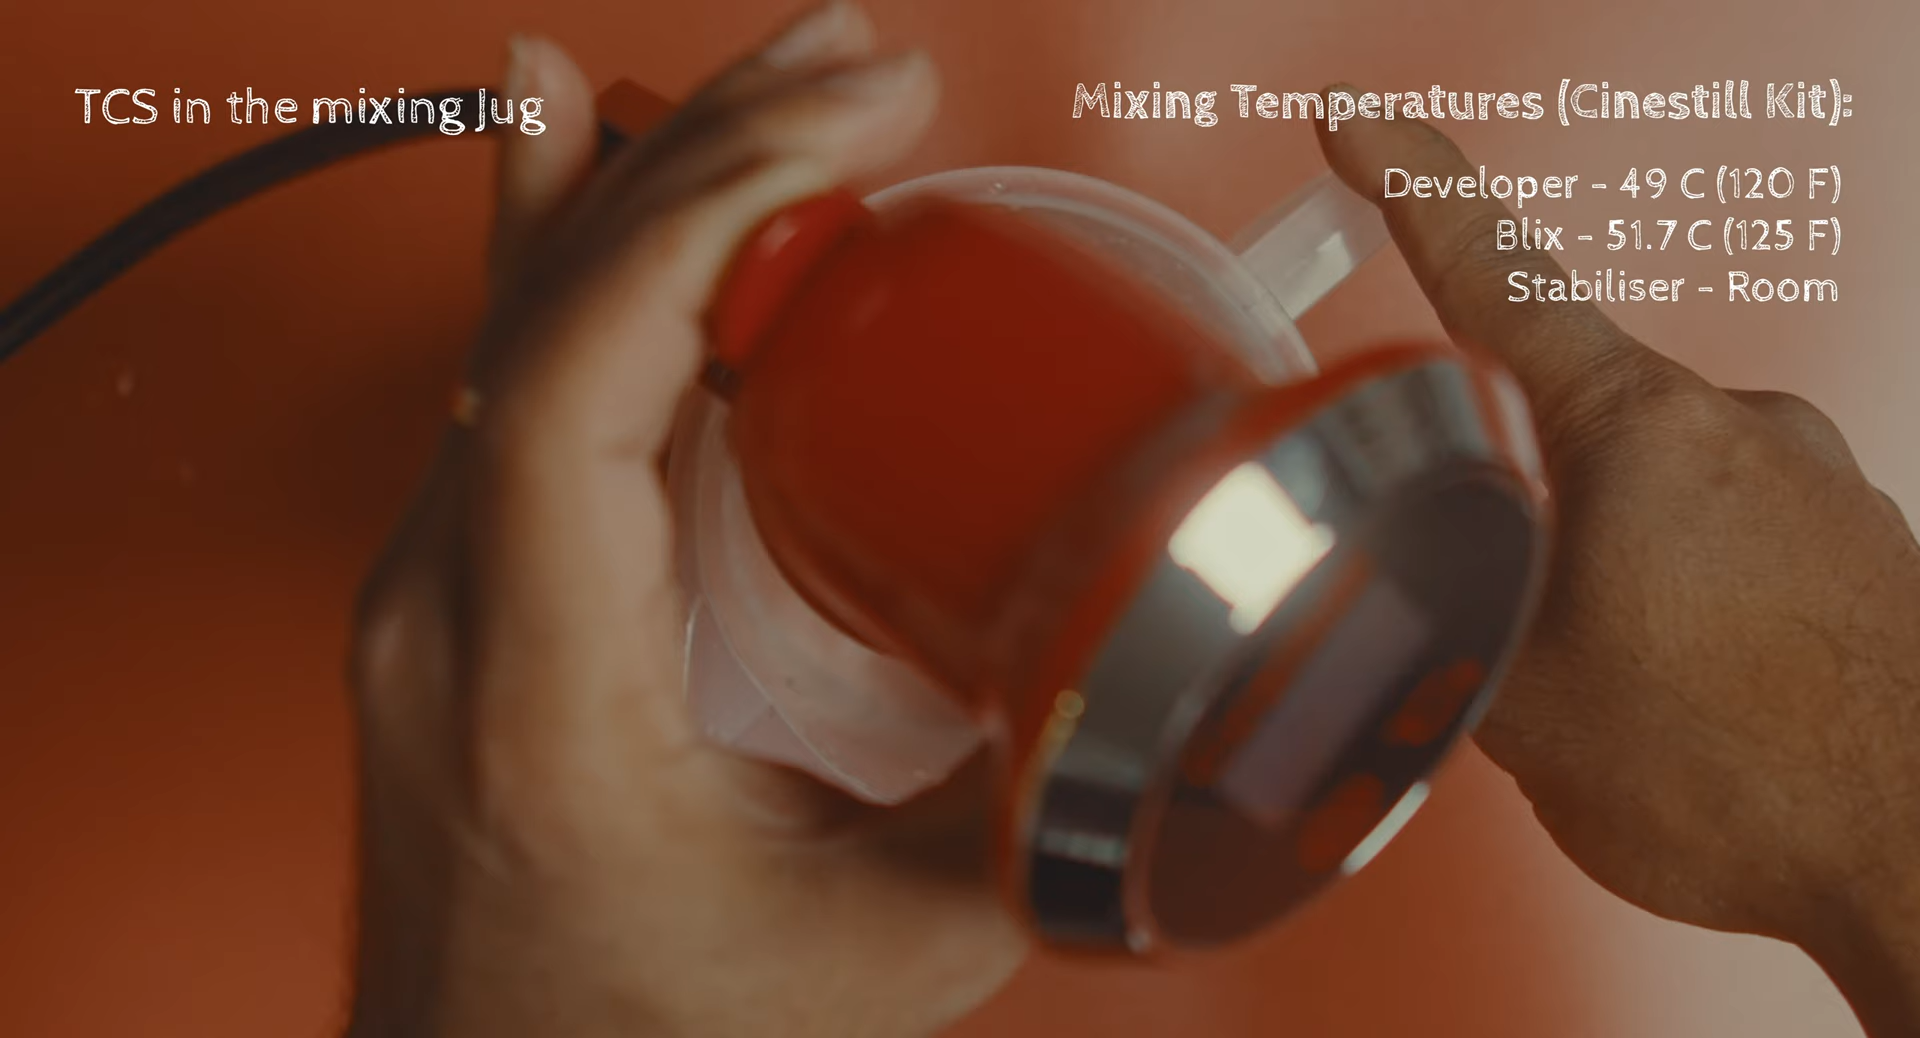 TCS in the mixing Jug
Mixing Temperatures (Cinestill Kit):
Developer - 49 C (120 F)
Blix - 51.7 C (125 F)
Stabiliser - Room